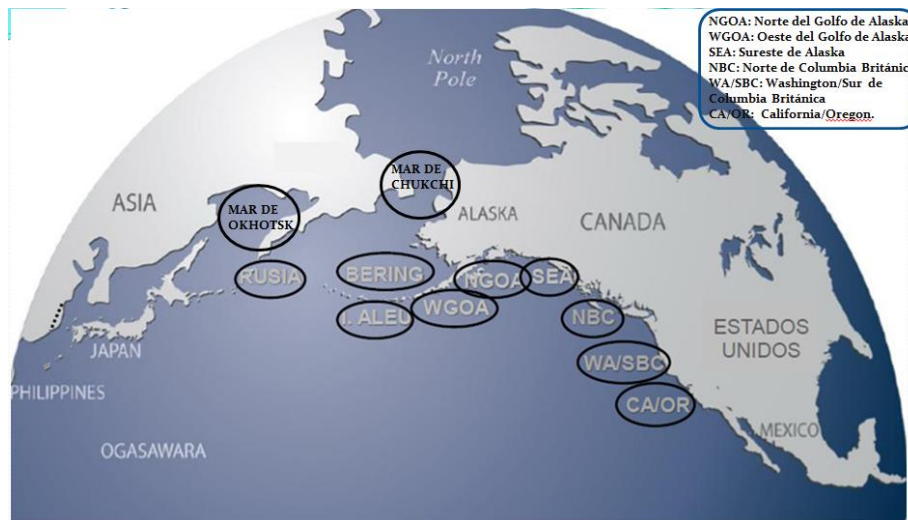 NGOA: Norte del Golfo de Alaska
WGOA: Oeste del Golfo de Alaska
SEA: Sureste de Alaska
NBC: Norte de Columbia Británic
WA/SBC: Washington/Sur de
Columbia Británica
CA/OR: California/Oregon.
North
Pole
MAR DE
CHUKCHI
ASIA
MAR DE
OKHOTSK
ALASKA
CANADA
RUSIA
BERING
NGOA
SEA
I. ALEU
WGOA
NBC
ESTADOS
UNIDOS
JAPAN
WA/SBC
PHILIPPINES
CA/OR
MEXICO
OGASAWARA